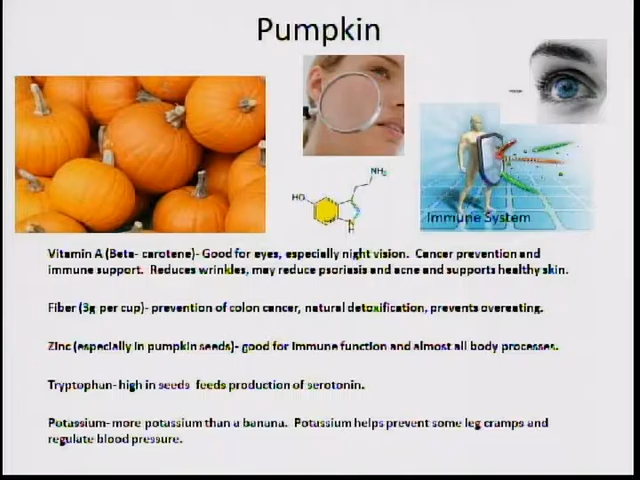 Pumpkin
NH₂
HO
N
H
Immune System
Vitamin A (Beta- carotene)- Good for eyes, especially night vision. Cancer prevention and
immune support. Reduces wrinkles, may reduce psoriasis and acne and supports healthy skin.
Fiber (3g per cup)- prevention of colon cancer, natural detoxification, prevents overeating.
Zinc (especially in pumpkin seeds)- good for immune function and almost all body processes.
Tryptophan- high in seeds feeds production of serotonin.
Potassium- more potassium than a banana. Potassium helps prevent some leg cramps and
regulate blood pressure.